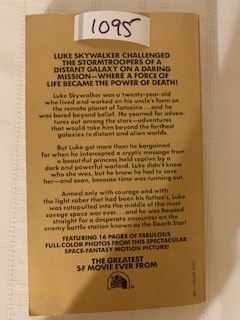 1095
LUKE SKYWALKER CHALLENGED
THE STORMTROOPERS OF A
DISTANT GALAXY ON A DARING
MISSION—WHERE A FORCE OF
LIFE BECAME THE POWER OF DEATH!
Luke Skywalker was a twenty-year-old
who lived and worked on his uncle's farm on
the remote planet of Tatooine...and he
was bored beyond belief. He yearned for adven-
tures out among the stars—adventures
that would take him beyond the farthest
galaxies to distant and alien worlds.
But Luke got more than he bargained
for when he intercepted a cryptic message from
a beautiful princess held captive by a
dark and powerful warlord. Luke didn't know
who she was, but he knew he had to save
her—and soon, because time was running out.
Armed only with courage and with
the light saber that had been his father's, Luke
was catapulted into the middle of the most
savage space war ever...and he headed
straight for a desperate encounter on the
enemy battle station known as the Death Star!
FEATURING 16 PAGES OF FABULOUS
FULL-COLOR PHOTOS FROM THIS SPECTACULAR
SPACE-FANTASY MOTION PICTURE!
THE GREATEST
SF MOVIE EVER FROM